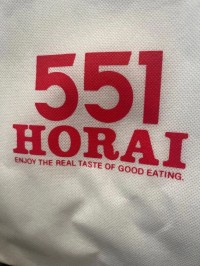 551
HORAI
ENJOY THE REAL TASTE OF GOOD EATING.